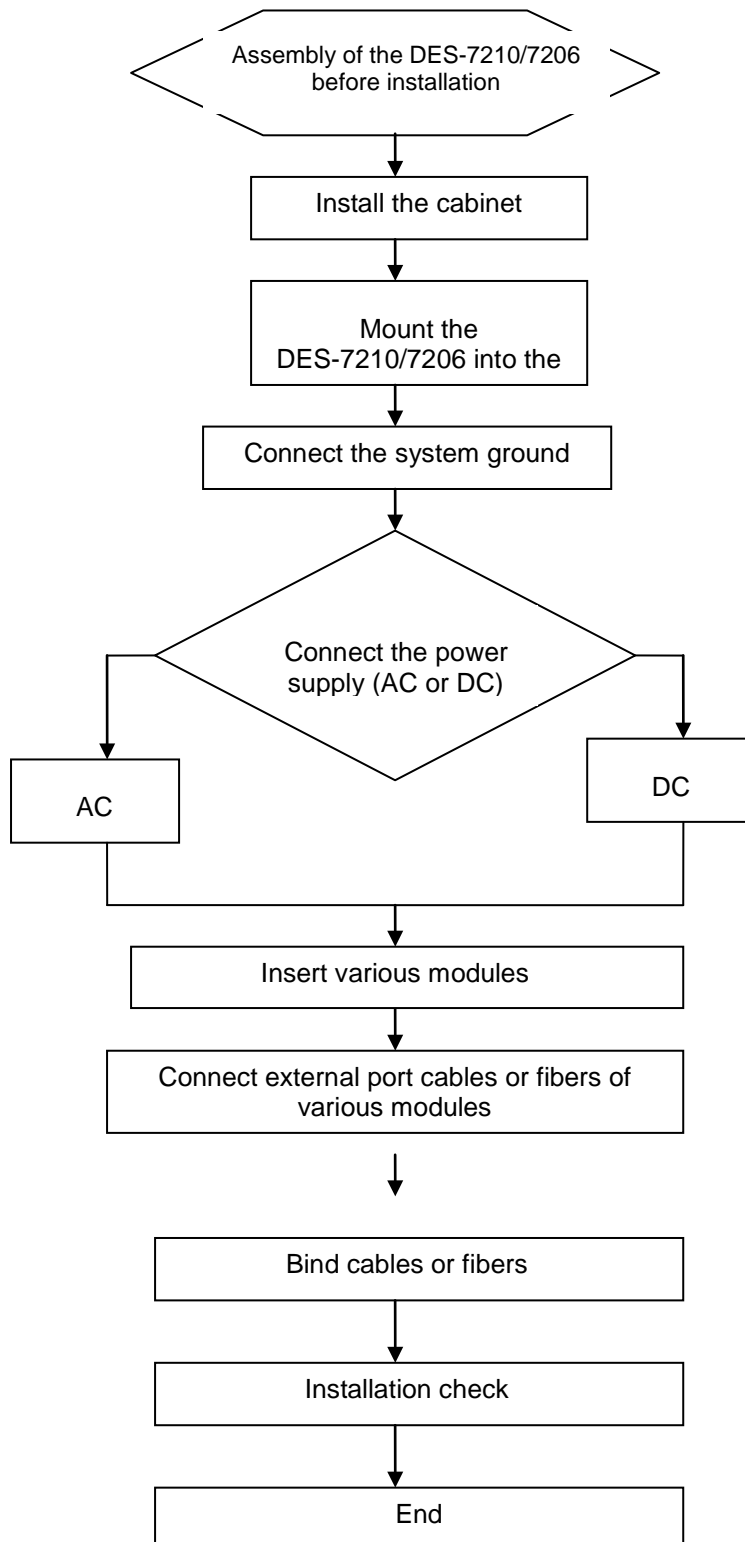 Assembly of the DES-7210/7206
before installation
Install the cabinet
Mount the
DES-7210/7206 into the
Connect the system ground
Connect the power
supply (AC or DC)
AC
DC
Insert various modules
Connect external port cables or fibers of
various modules
Bind cables or fibers
Installation check
End